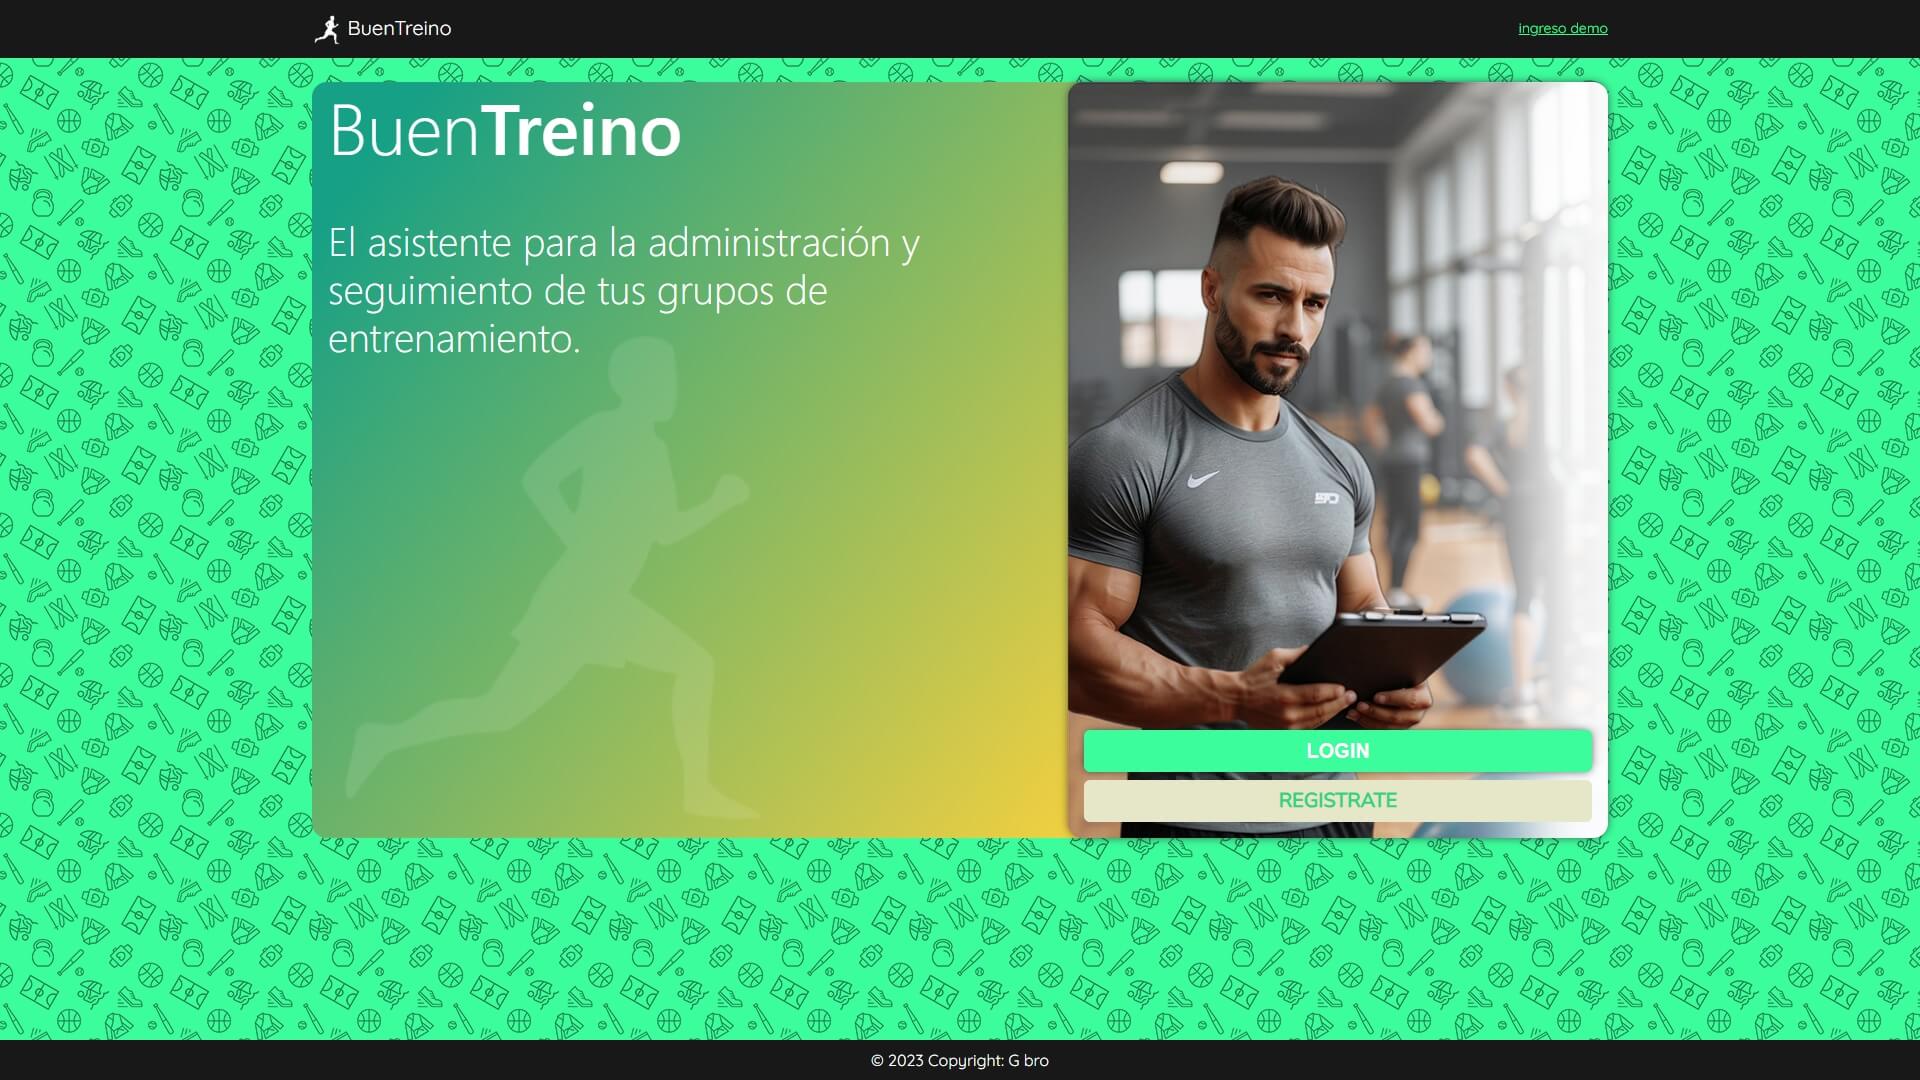 BuenTreino
ingreso demo
BuenTreino
El asistente para la administración y
seguimiento de tus grupos de
entrenamiento.
LOGIN
REGISTRATE
© 2023 Copyright: G bro